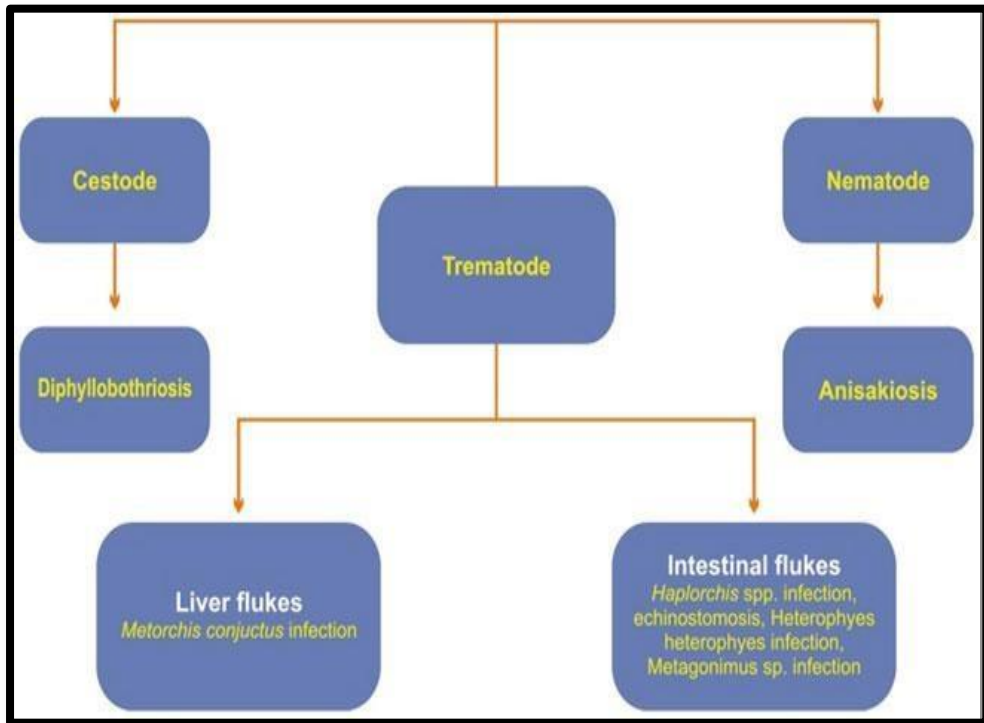 Cestode
Nematode
Trematode
Diphyllobothriosis
Anisakiosis
Liver flukes
Metorchis conjuctus infection
Intestinal flukes
Haplorchis spp. infection,
echinostomosis, Heterophyes
heterophyes infection,
Metagonimus sp. infection